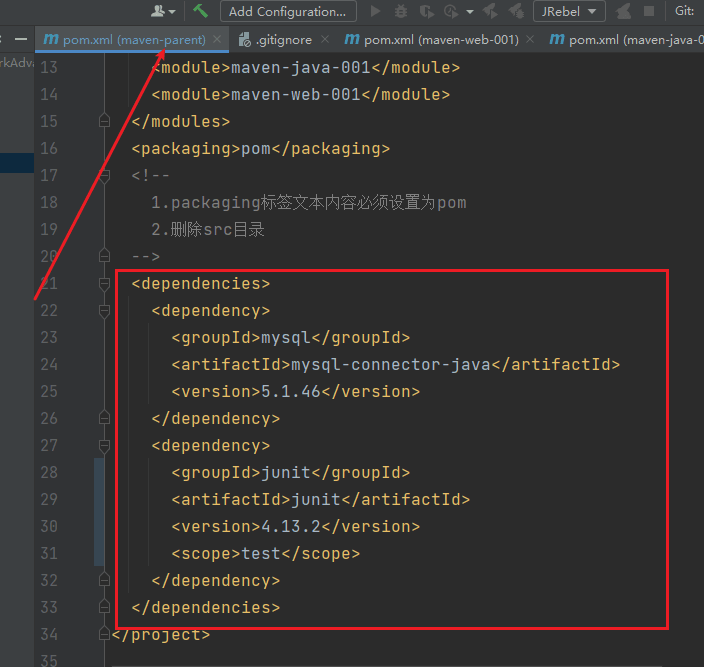 Add Configuration...
JRebel
Git:
pom.xml (maven-parent)
.gitignore
pom.xml (maven-web-001)
pom.xml (maven-java-0
rkAdva
13 <module>maven-java-001</module>
14 <module>maven-web-001</module>
15 </modules>
16 <packaging>pom</packaging>
17 <!--
18 1.packaging标签文本内容必须设置为pom
19 2.删除src目录
20 -->
21 <dependencies>
22 <dependency>
23 <groupId>mysql</groupId>
24 <artifactId>mysql-connector-java</artifactId>
25 <version>5.1.46</version>
26 </dependency>
27 <dependency>
28 <groupId>junit</groupId>
29 <artifactId>junit</artifactId>
30 <version>4.13.2</version>
31 <scope>test</scope>
32 </dependency>
33 </dependencies>
34 </project>
35